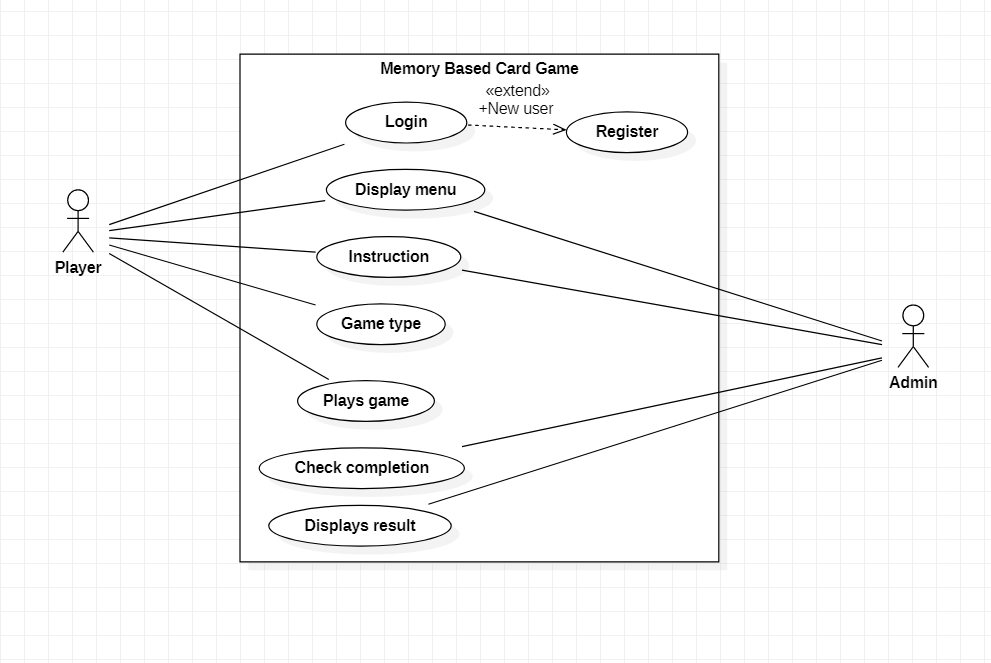 Memory Based Card Game
«extend»
+New user
Login
Register
Display menu
Instruction
Player
Game type
Admin
Plays game
Check completion
Displays result